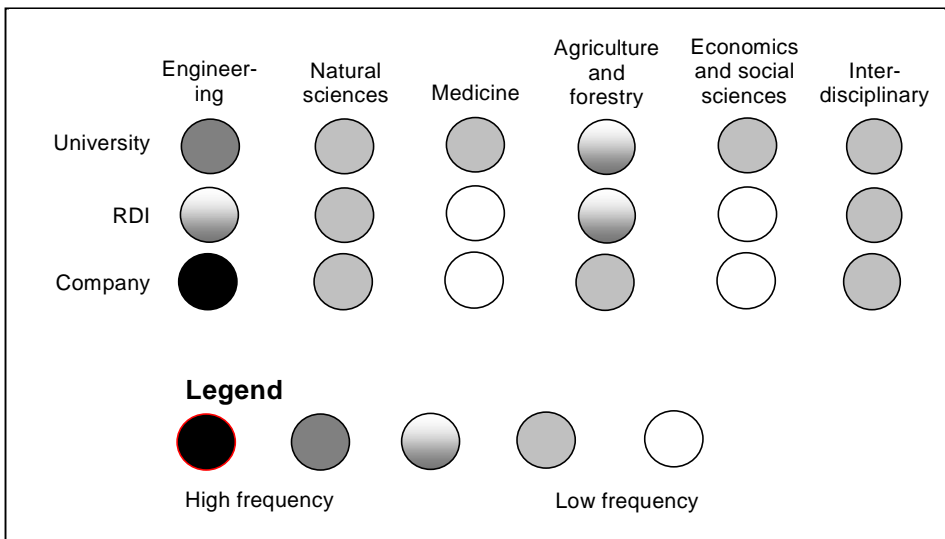 Engineer-
ing
Natural
sciences
Medicine
Agriculture
and
forestry
Economics
and social
sciences
Inter-
disciplinary
University
RDI
Company
Legend
High frequency
Low frequency